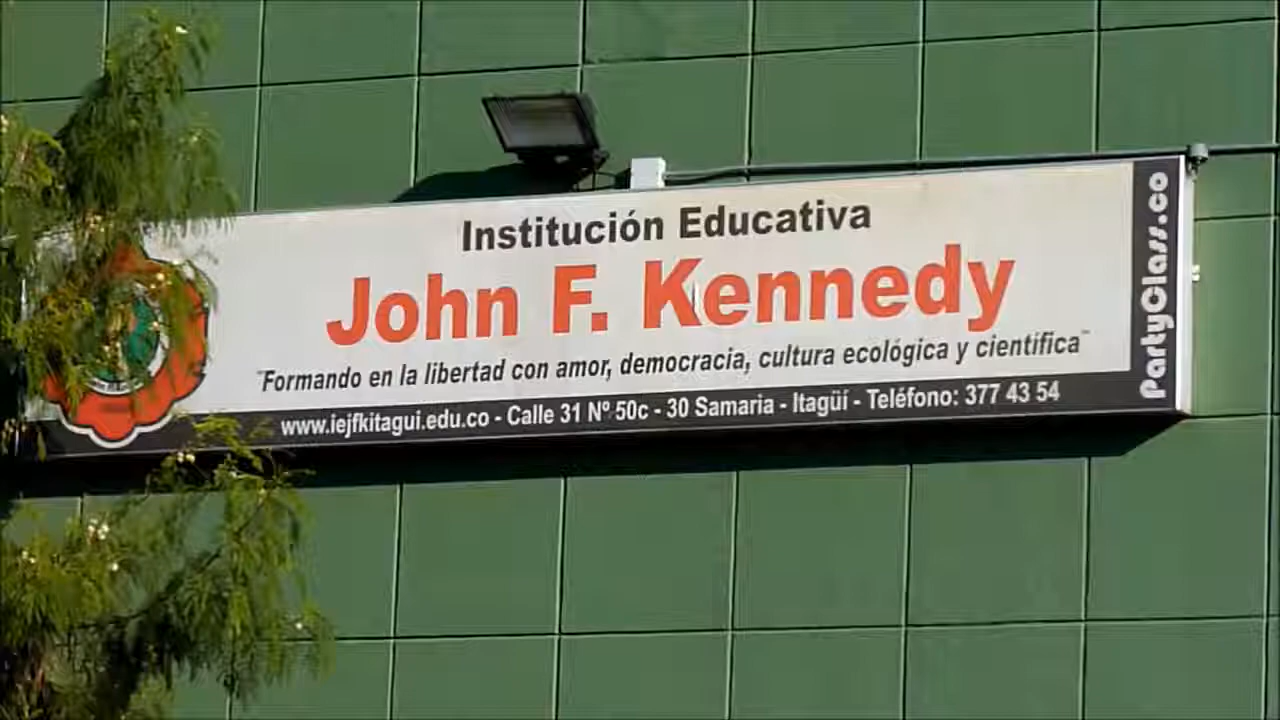 Institución Educativa
John F. Kennedy
"Formando en la libertad con amor, democracia, cultura ecológica y científica"
www.iejfkitagui.edu.co - Calle 31 Nº 50c - 30 Samaria - Itagüí - Teléfono: 377 43 54
PartyClass.co